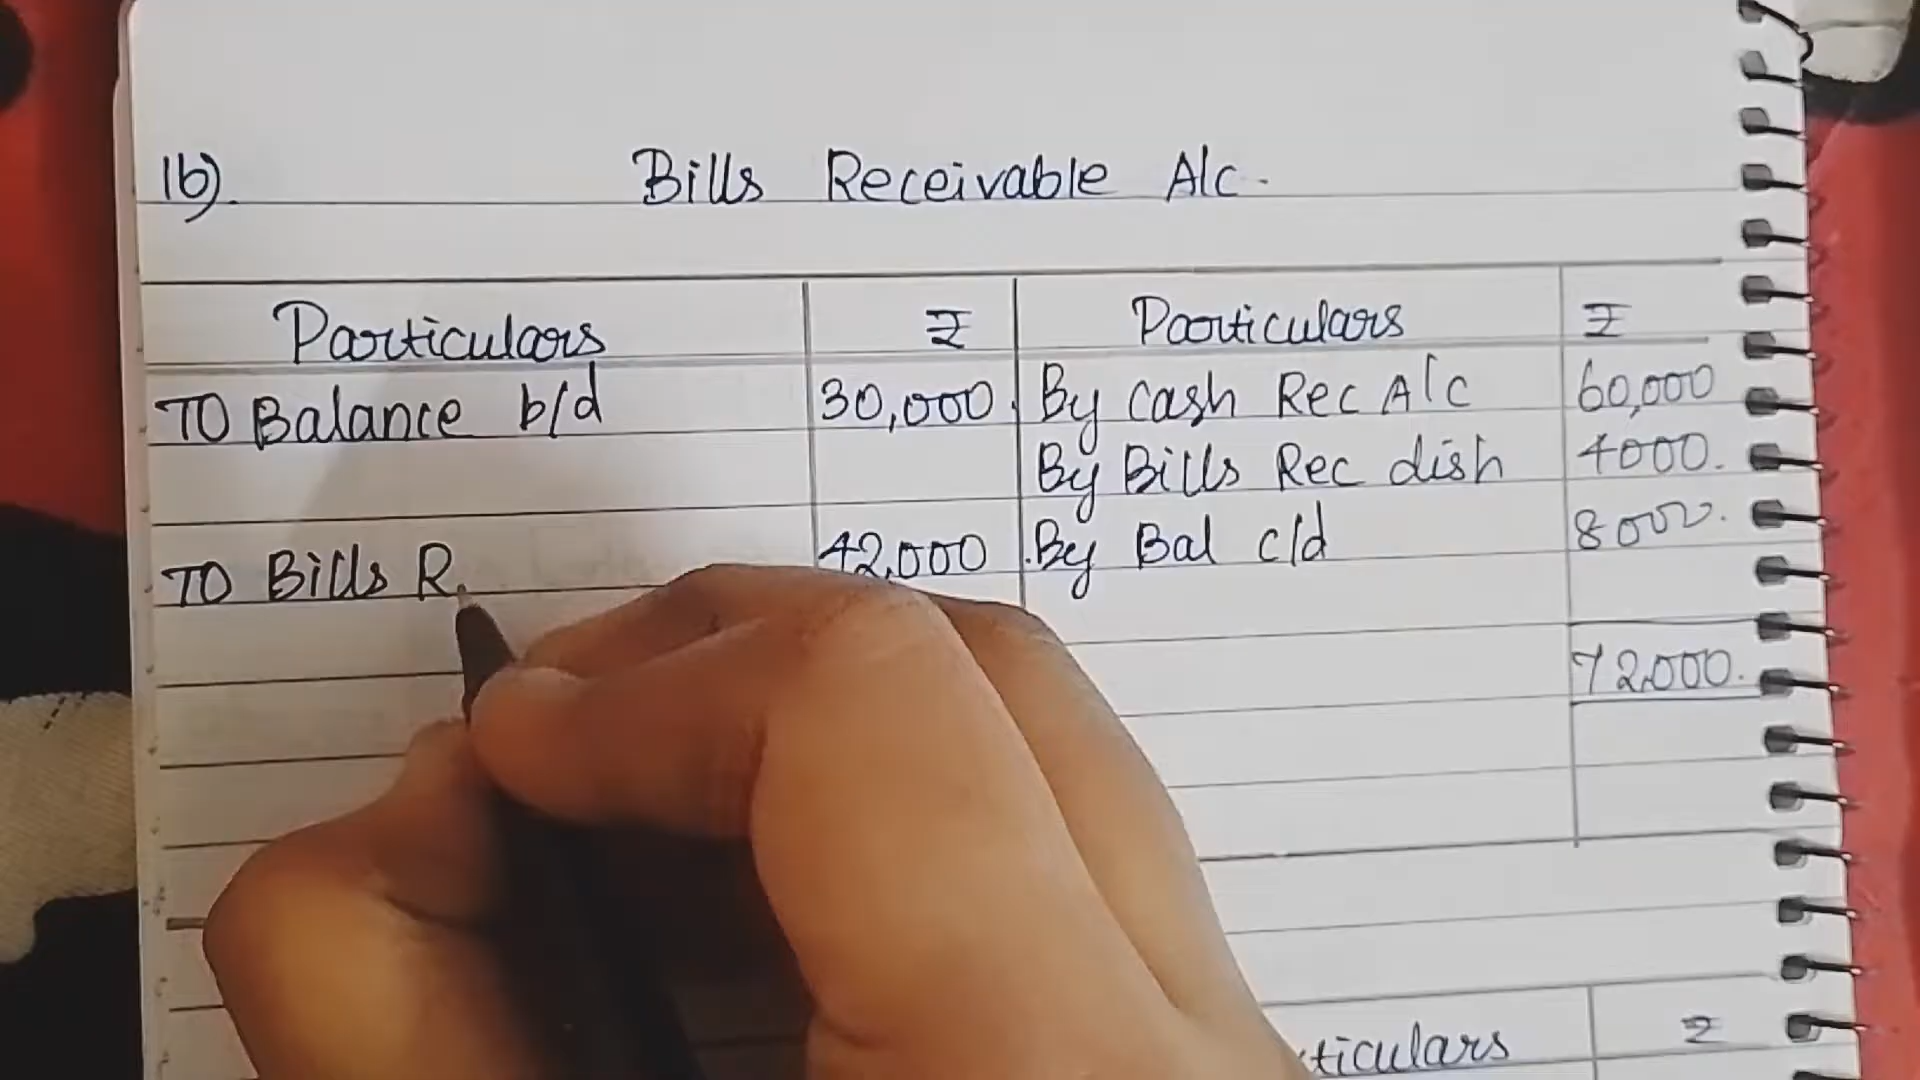 1b). Bills Receivable A/c.
Particulars ₹ Particulars ₹
TO Balance b/d 30,000 By Cash Rec A/c 60,000
By Bills Rec dish 4000.
TO Bills R 42,000 By Bal c/d 8000.
72,000.
ticulars ₹